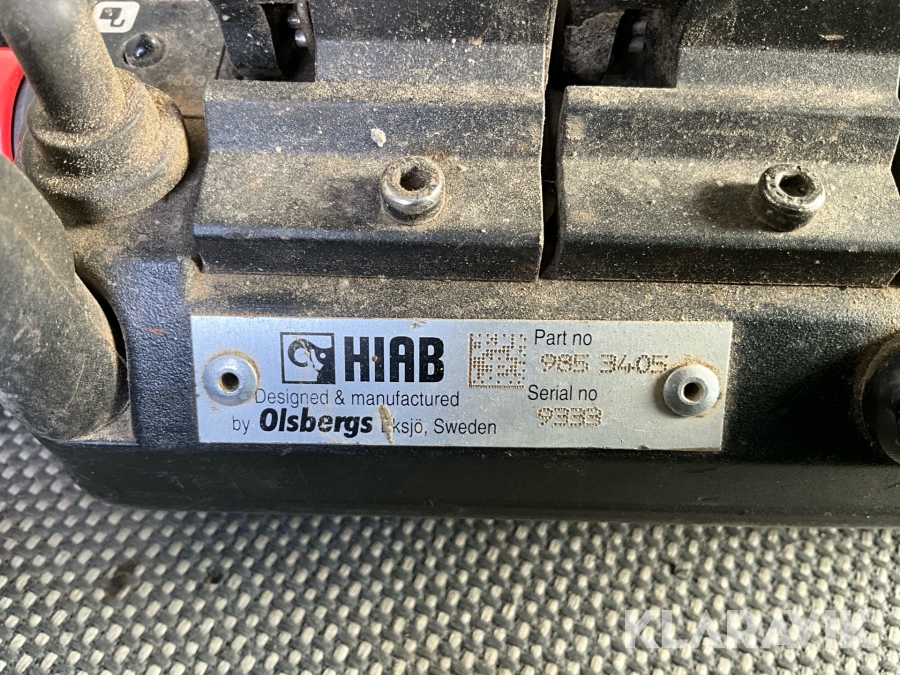 HIAB
Designed & manufactured
by Olsbergs Eksjö, Sweden
Part no
985 3405
Serial no
9333
KLARAVIK